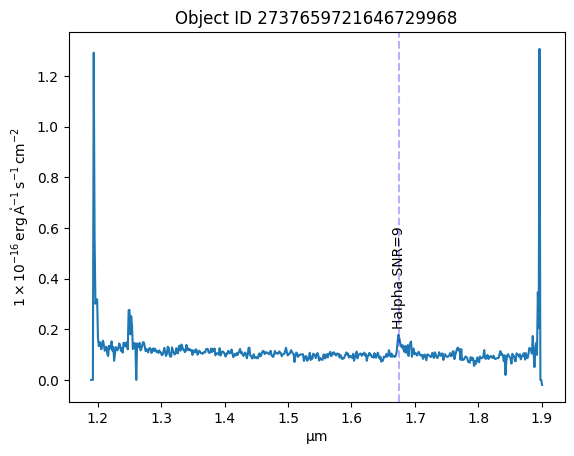 Object ID 2737659721646729968
1 × 10⁻¹⁶ erg Å⁻¹ s⁻¹ cm⁻²
1.2
1.0
0.8
0.6
0.4
0.2
0.0
Halpha SNR=9
1.2 1.3 1.4 1.5 1.6 1.7 1.8 1.9
μm